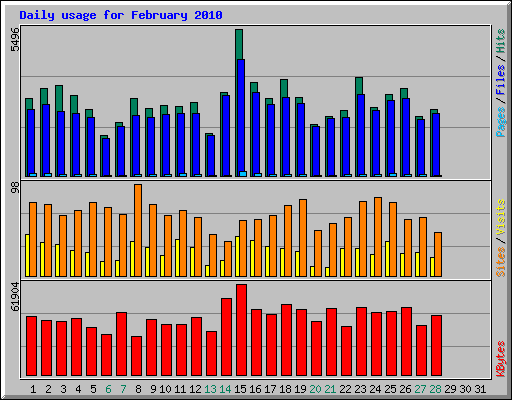 Daily usage for February 2010
5496
Pages / Files / Hits
98
Sites / Visits
61904
KBytes
1 2 3 4 5 6 7 8 9 10 11 12 13 14 15 16 17 18 19 20 21 22 23 24 25 26 27 28 29 30 31